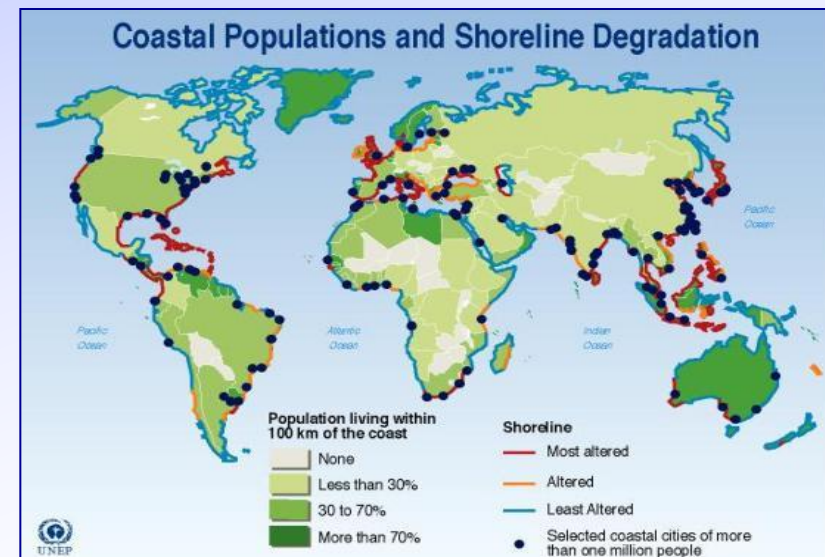 Coastal Populations and Shoreline Degradation
Pacific
Ocean
Pacific
Ocean
Atlantic
Ocean
Indian
Ocean
Population living within
100 km of the coast
None
Less than 30%
30 to 70%
More than 70%
Shoreline
Most altered
Altered
Least Altered
Selected coastal cities of more
than one million people
UNEP